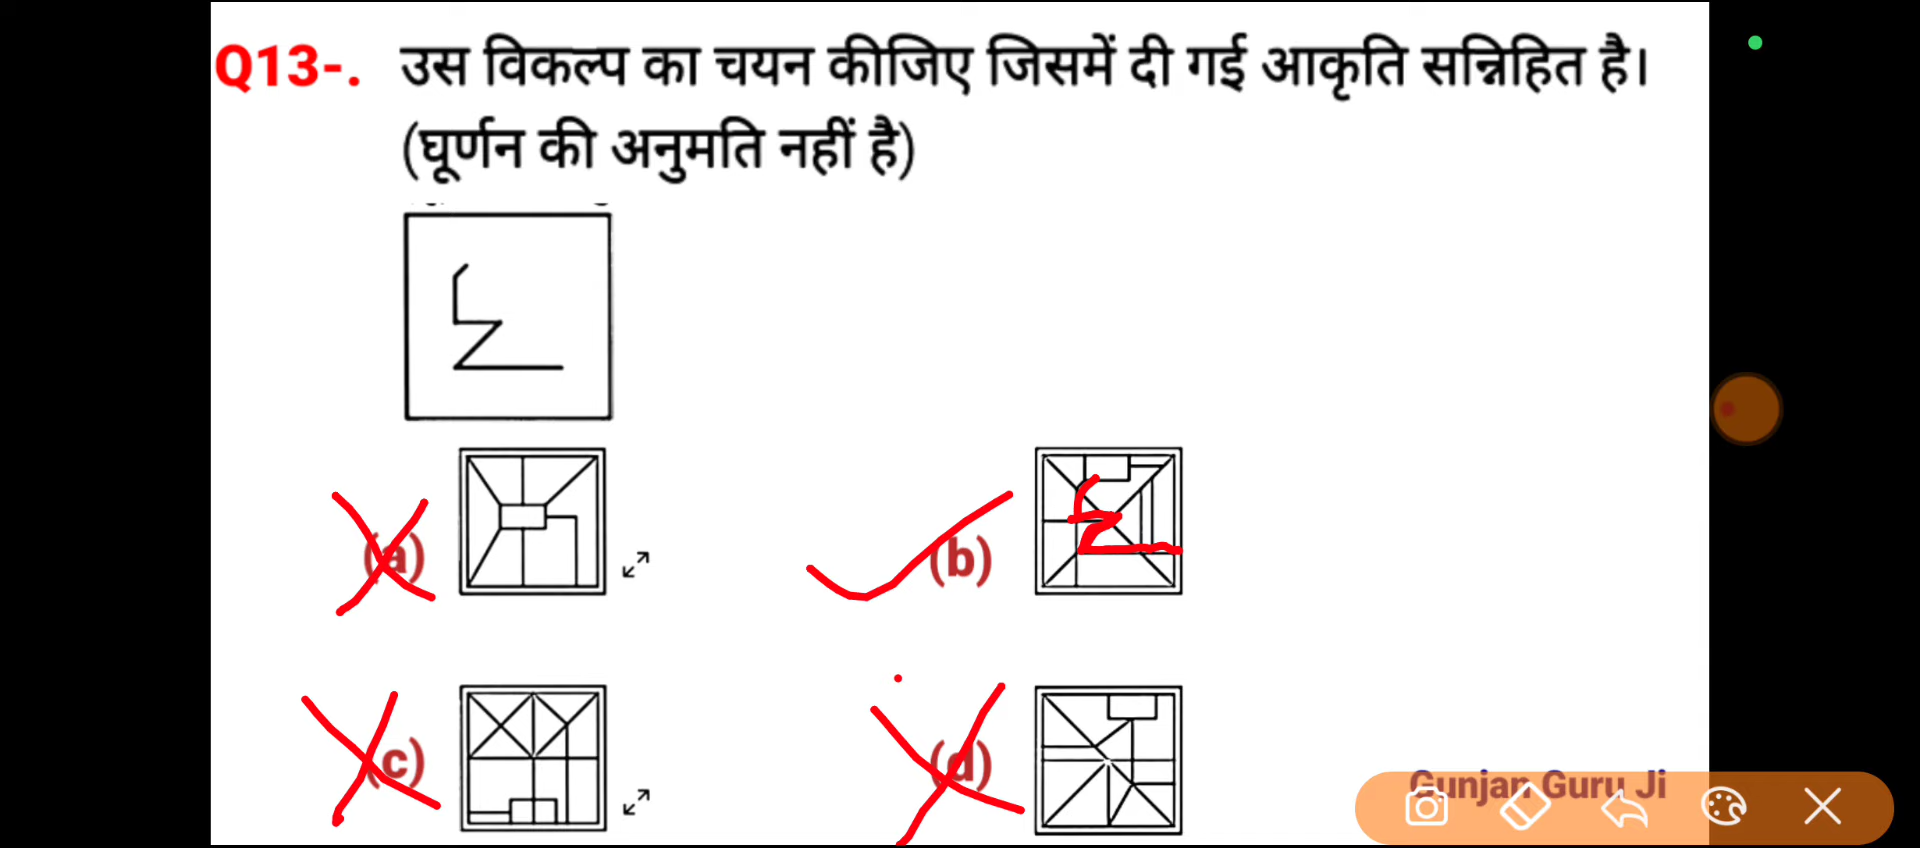 Q13-. उस विकल्प का चयन कीजिए जिसमें दी गई आकृति सन्निहित है।
(घूर्णन की अनुमति नहीं है)
(a)
(b)
(c)
(d)
Gunjan Guru Ji